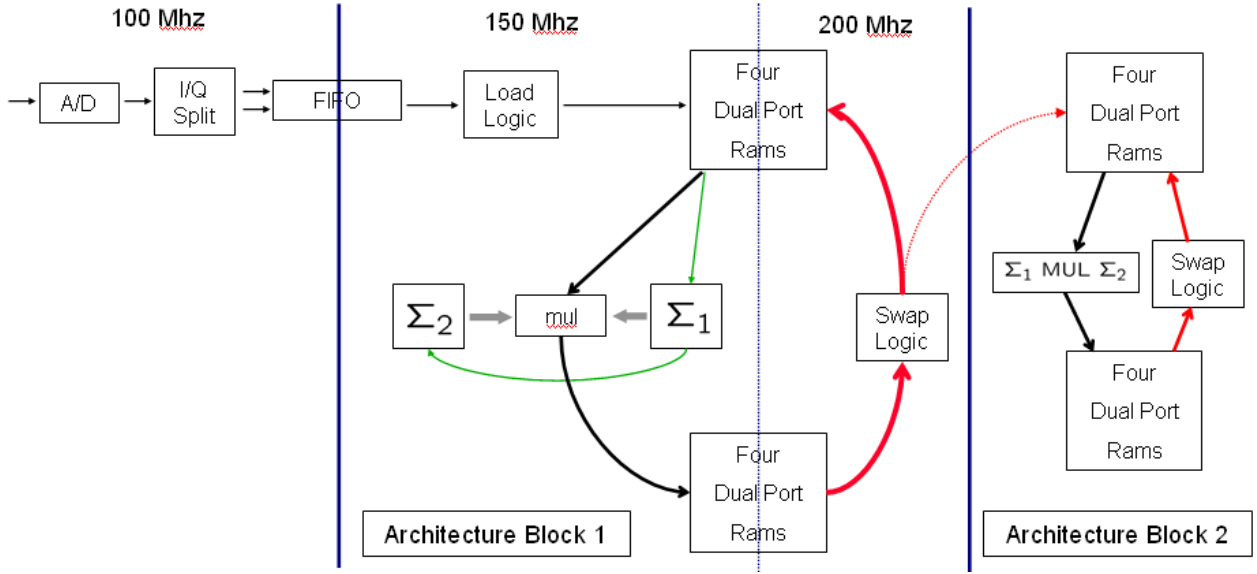 100 Mhz
150 Mhz
200 Mhz
A/D
I/Q
Split
FIFO
Load
Logic
Four
Dual Port
Rams
Σ2
mul
Σ1
Swap
Logic
Four
Dual Port
Rams
Architecture Block 1
Four
Dual Port
Rams
Σ1 MUL Σ2
Swap
Logic
Four
Dual Port
Rams
Architecture Block 2